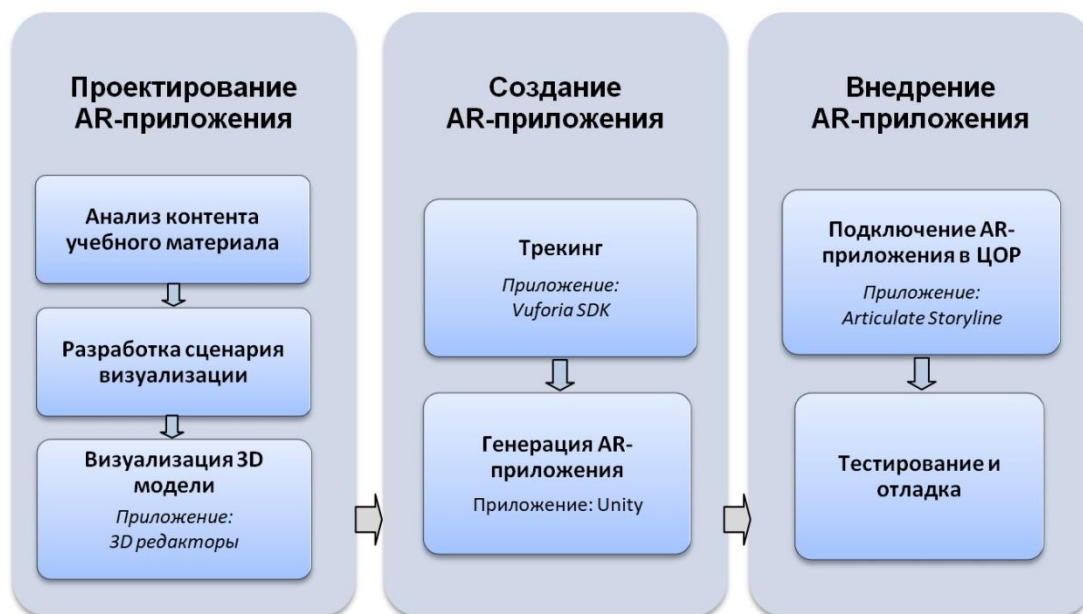 Проектирование
AR-приложения
Анализ контента
учебного материала
Разработка сценария
визуализации
Визуализация 3D
модели
Приложение:
3D редакторы
Создание
AR-приложения
Трекинг
Приложение:
Vuforia SDK
Генерация AR-
приложения
Приложение: Unity
Внедрение
AR-приложения
Подключение AR-
приложения в ЦОР
Приложение:
Articulate Storyline
Тестирование и
отладка